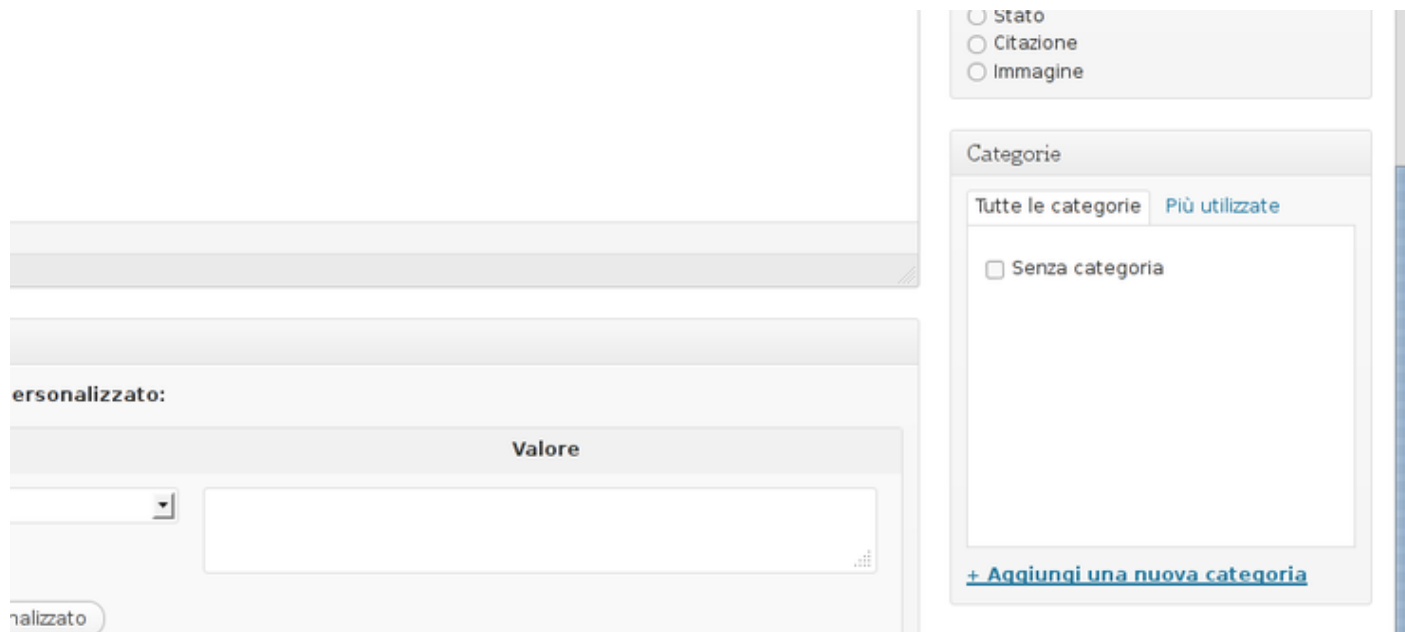 Stato
Citazione
Immagine
Categorie
Tutte le categorie Più utilizzate
Senza categoria
+ Aggiungi una nuova categoria
ersonalizzato:
Valore
nalizzato